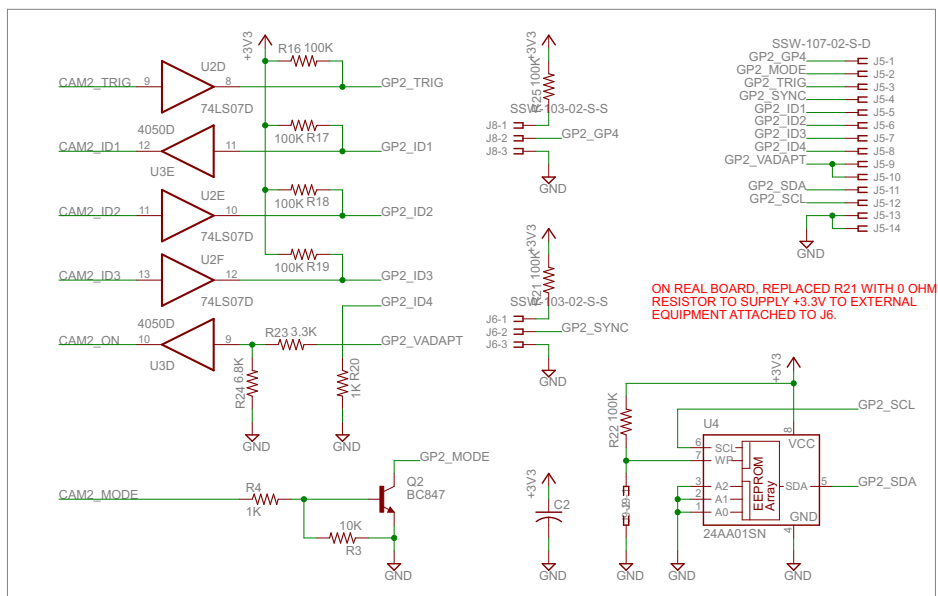 +3V3
R16 100K
U2D
CAM2_TRIG 9 8 GP2_TRIG
74LS07D
4050D
100K R17
CAM2_ID1 12 11 GP2_ID1
U3E
U2E
100K R18
CAM2_ID2 11 10 GP2_ID2
74LS07D
U2F
100K R19
CAM2_ID3 13 12 GP2_ID3
74LS07D
GP2_ID4
4050D
R23 3.3K
CAM2_ON 10 9 GP2_VADAPT
U3D
R24 6.8K
1K R20
GND
GND
GP2_MODE
Q2
BC847
CAM2_MODE
R4
1K
10K
R3
GND
+3V3
R25 100K
SSW-103-02-S-S
J8-1
J8-2 GP2_GP4
J8-3
GND
+3V3
R21 100K
SSW-103-02-S-S
J6-1
J6-2 GP2_SYNC
J6-3
GND
+3V3
C2
GND
SSW-107-02-S-D
GP2_GP4 J5-1
GP2_MODE J5-2
GP2_TRIG J5-3
GP2_SYNC J5-4
GP2_ID1 J5-5
GP2_ID2 J5-6
GP2_ID3 J5-7
GP2_ID4 J5-8
GP2_VADAPT J5-9
J5-10
GP2_SDA J5-11
GP2_SCL J5-12
J5-13
J5-14
GND
ON REAL BOARD, REPLACED R21 WITH 0 OHM
RESISTOR TO SUPPLY +3.3V TO EXTERNAL
EQUIPMENT ATTACHED TO J6.
+3V3
R22 100K
GP2_SCL
U4
8
VCC
6 SCL
7 WP
EEPROM
Array
3 A2
2 A1
1 A0
SDA 5 GP2_SDA
GND
4
24AA01SN
GND
GND
GND